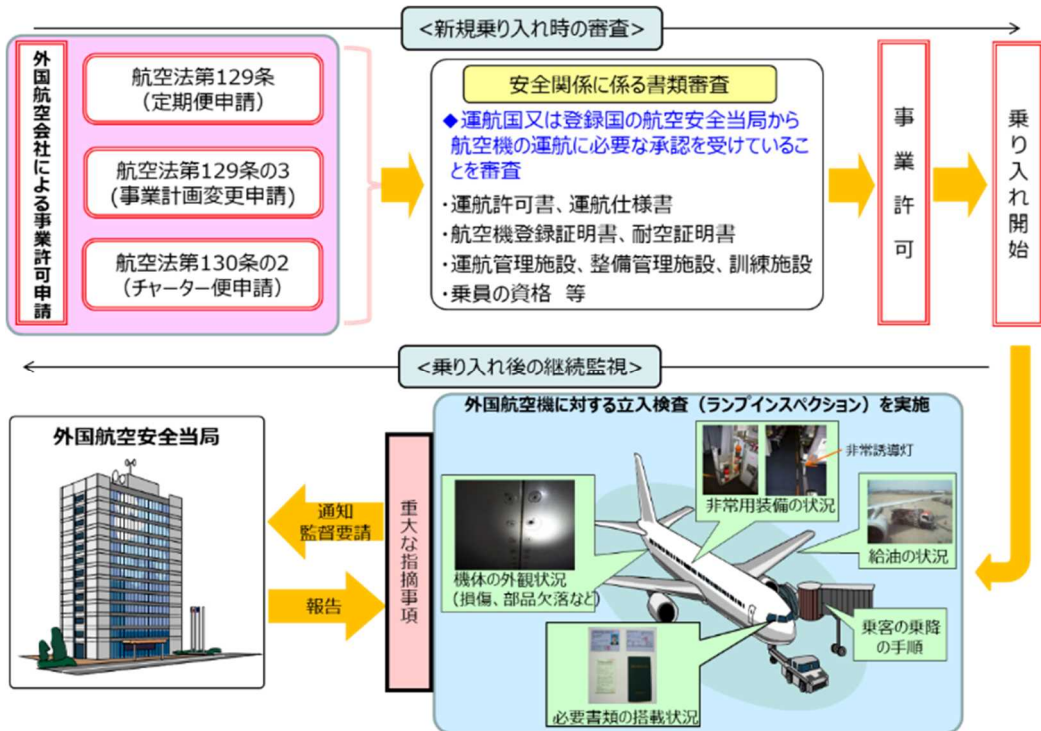 <新規乗り入れ時の審査>
外国航空会社による事業許可申請
航空法第129条
（定期便申請）
航空法第129条の3
(事業計画変更申請)
航空法第130条の2
（チャーター便申請）
安全関係に係る書類審査
◆運航国又は登録国の航空安全当局から
航空機の運航に必要な承認を受けているこ
とを審査
・運航許可書、運航仕様書
・航空機登録証明書、耐空証明書
・運航管理施設、整備管理施設、訓練施設
・乗員の資格 等
事業許可
乗り入れ開始
<乗り入れ後の継続監視>
外国航空機に対する立入検査（ランプインスペクション）を実施
非常誘導灯
非常用装備の状況
給油の状況
機体の外観状況
（損傷、部品欠落など）
乗客の乗降
の手順
必要書類の搭載状況
重大な指摘事項
通知
監督要請
報告
外国航空安全当局